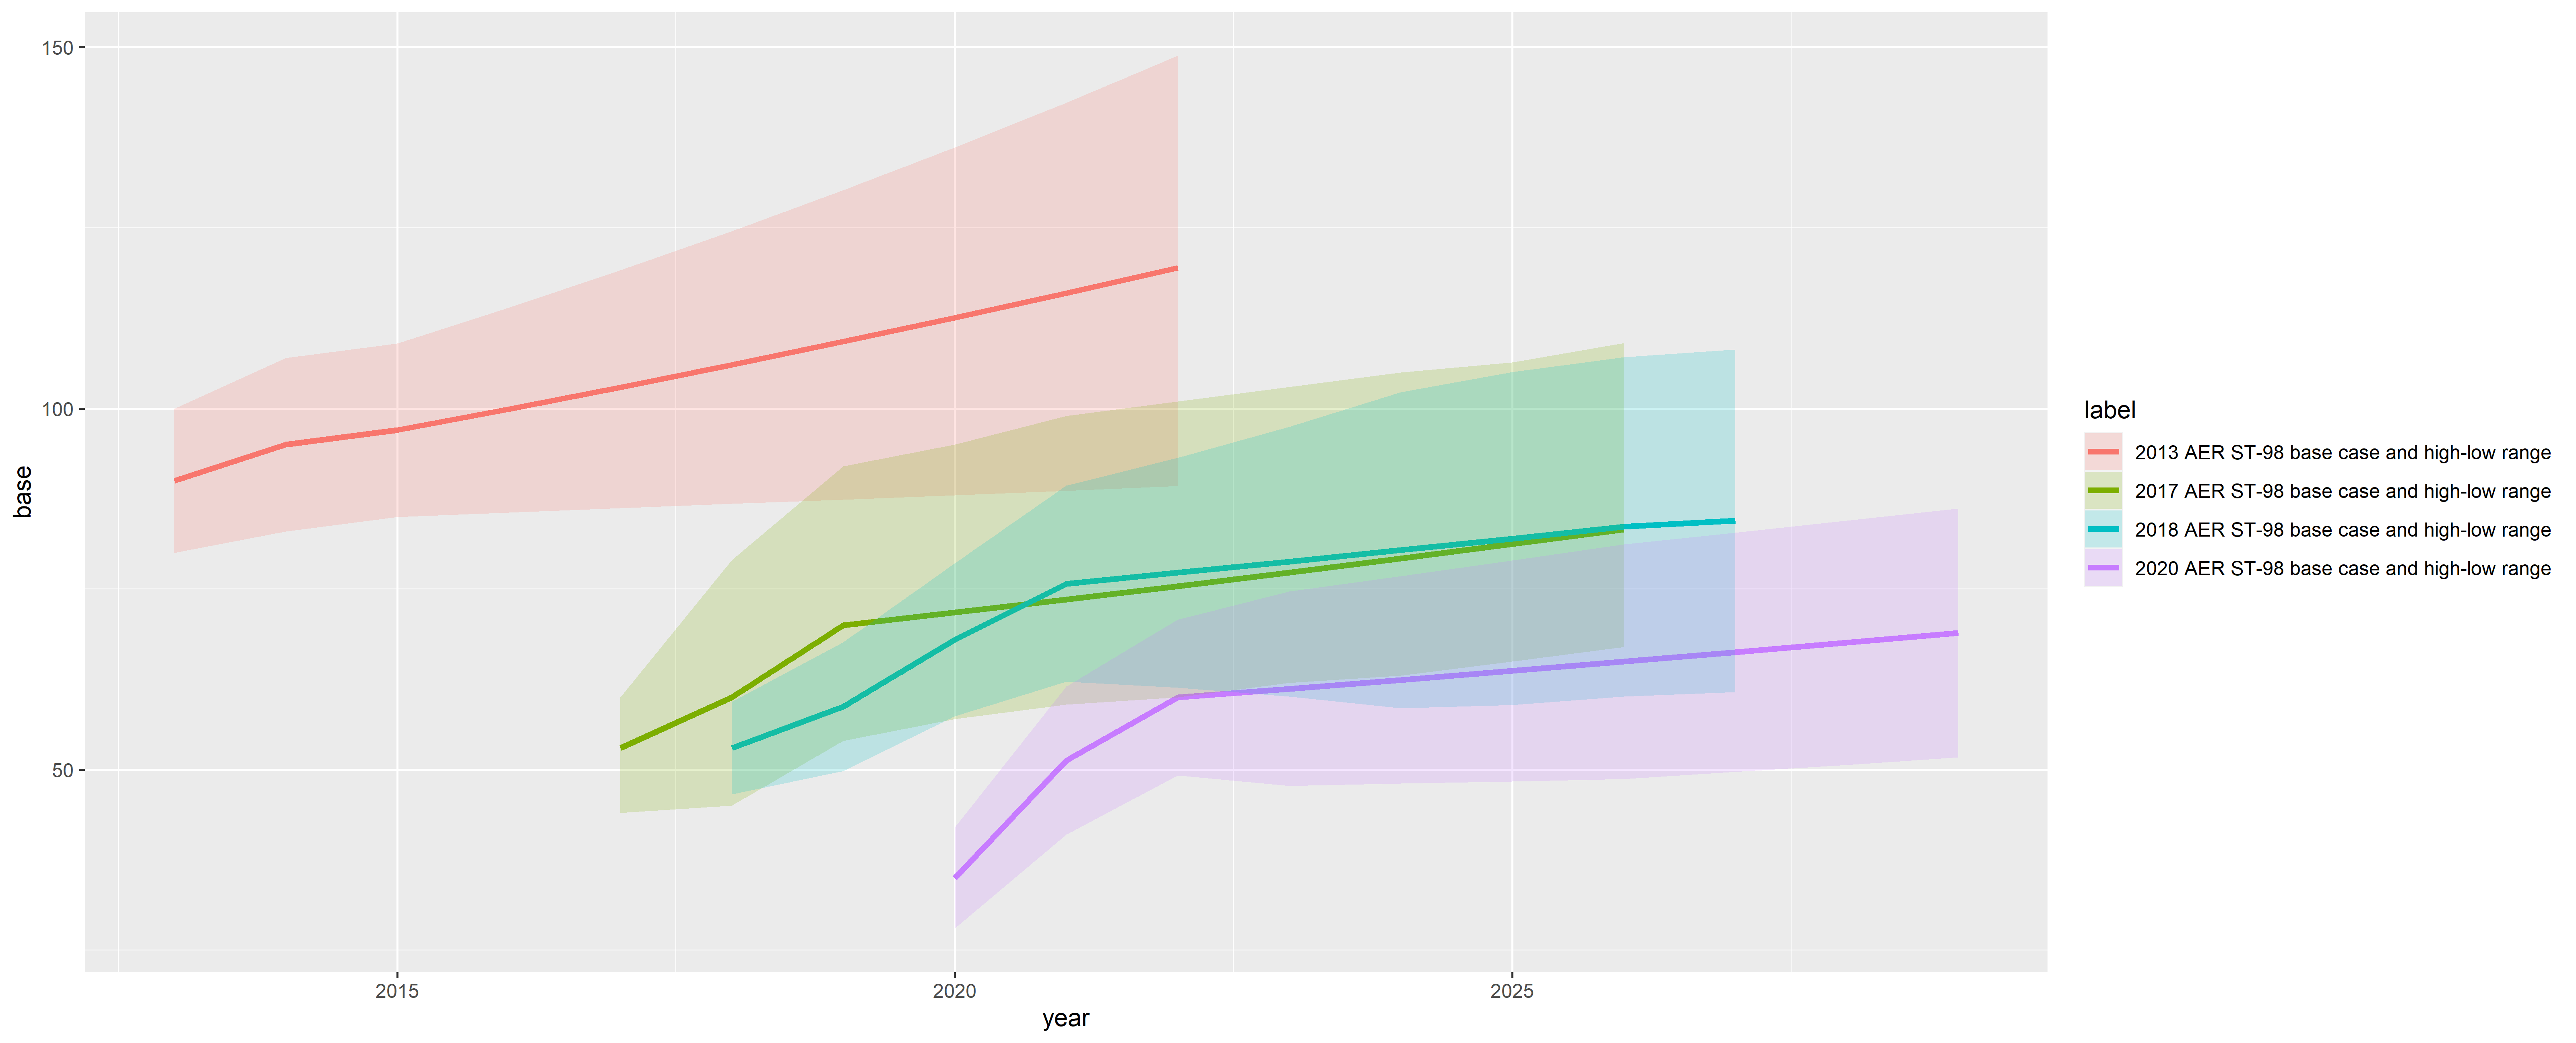 150
100
50
base
2015
2020
2025
year
label
2013 AER ST-98 base case and high-low range
2017 AER ST-98 base case and high-low range
2018 AER ST-98 base case and high-low range
2020 AER ST-98 base case and high-low range